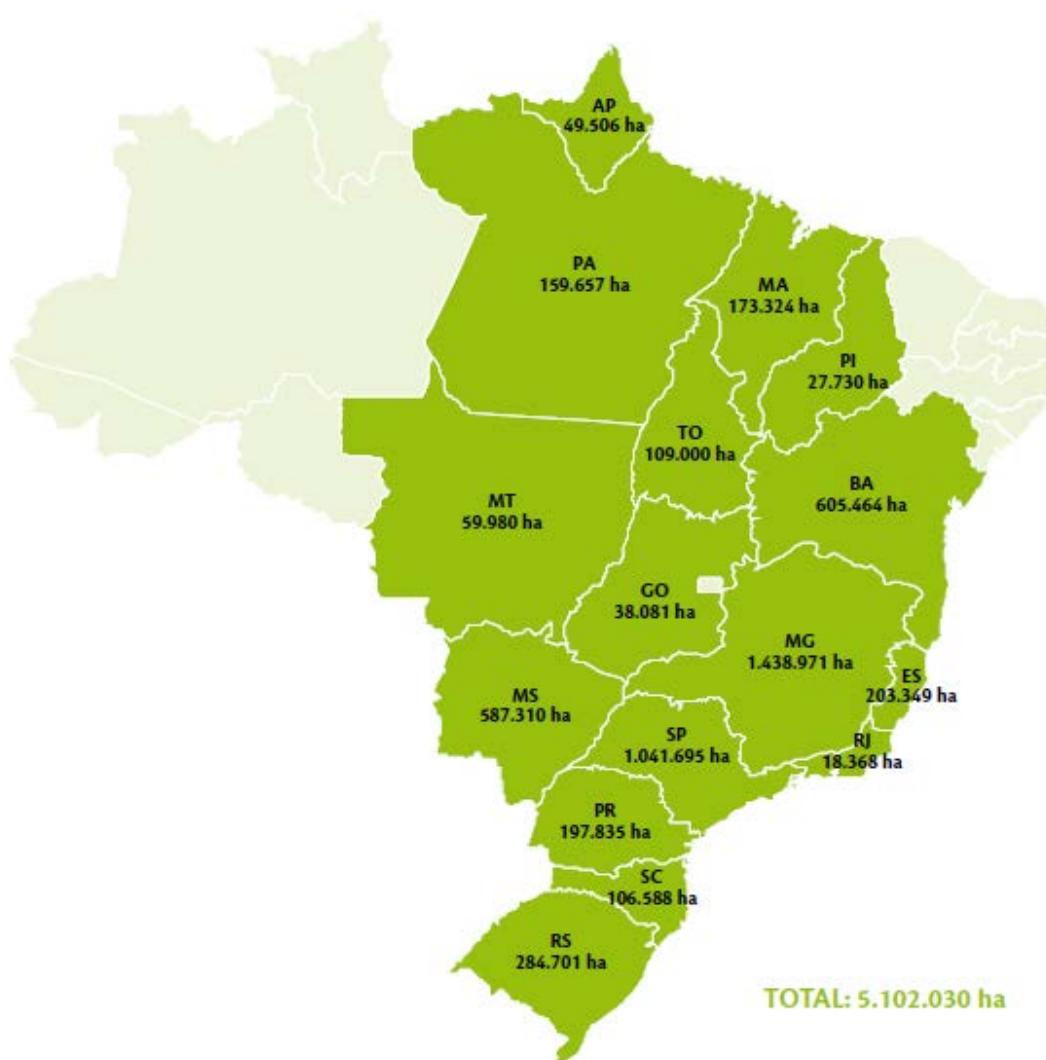 AP
49.506 ha
PA
159.657 ha
MA
173.324 ha
PI
27.730 ha
TO
109.000 ha
BA
605.464 ha
MT
59.980 ha
GO
38.081 ha
MG
1.438.971 ha
ES
203.349 ha
MS
587.310 ha
SP
1.041.695 ha
RJ
18.368 ha
PR
197.835 ha
SC
106.588 ha
RS
284.701 ha
TOTAL: 5.102.030 ha